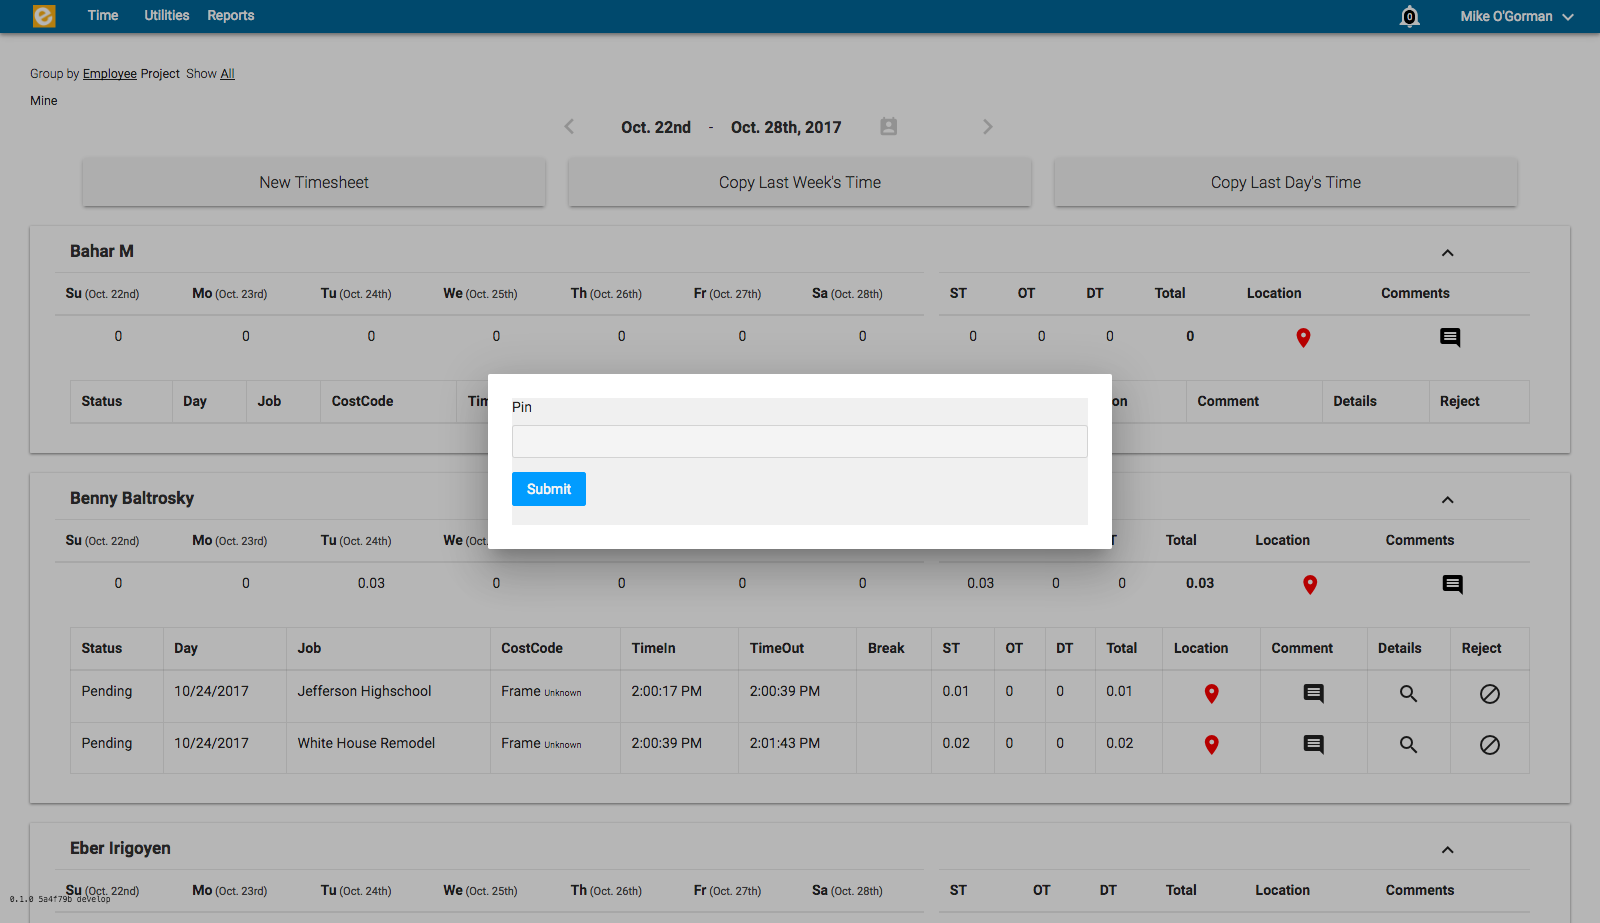 Time Utilities Reports 0 Mike O'Gorman
Group by Employee Project Show All
Mine
Oct. 22nd - Oct. 28th, 2017
New Timesheet Copy Last Week's Time Copy Last Day's Time
Bahar M
Su (Oct. 22nd) Mo (Oct. 23rd) Tu (Oct. 24th) We (Oct. 25th) Th (Oct. 26th) Fr (Oct. 27th) Sa (Oct. 28th) ST OT DT Total Location Comments
0 0 0 0 0 0 0 0 0 0 0
Status Day Job CostCode Tim on Comment Details Reject
Pin
Submit
Benny Baltrosky
Su (Oct. 22nd) Mo (Oct. 23rd) Tu (Oct. 24th) We (Oct. T Total Location Comments
0 0 0.03 0 0 0 0 0.03 0 0 0.03
Status Day Job CostCode TimeIn TimeOut Break ST OT DT Total Location Comment Details Reject
Pending 10/24/2017 Jefferson Highschool Frame Unknown 2:00:17 PM 2:00:39 PM 0.01 0 0 0.01
Pending 10/24/2017 White House Remodel Frame Unknown 2:00:39 PM 2:01:43 PM 0.02 0 0 0.02
Eber Irigoyen
Su (Oct. 22nd) Mo (Oct. 23rd) Tu (Oct. 24th) We (Oct. 25th) Th (Oct. 26th) Fr (Oct. 27th) Sa (Oct. 28th) ST OT DT Total Location Comments
0.1.0 5a4f79b develop